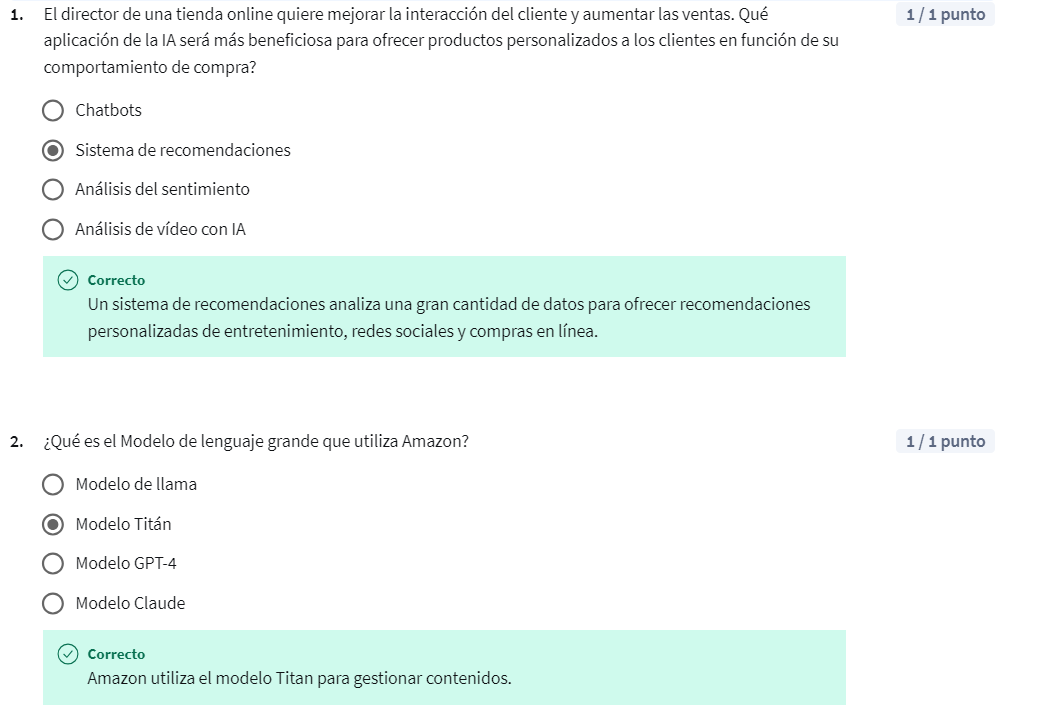 1. El director de una tienda online quiere mejorar la interacción del cliente y aumentar las ventas. Qué
1 / 1 punto
aplicación de la IA será más beneficiosa para ofrecer productos personalizados a los clientes en función de su
comportamiento de compra?
Chatbots
Sistema de recomendaciones
Análisis del sentimiento
Análisis de vídeo con IA
Correcto
Un sistema de recomendaciones analiza una gran cantidad de datos para ofrecer recomendaciones
personalizadas de entretenimiento, redes sociales y compras en línea.
2. ¿Qué es el Modelo de lenguaje grande que utiliza Amazon?
1 / 1 punto
Modelo de llama
Modelo Titán
Modelo GPT-4
Modelo Claude
Correcto
Amazon utiliza el modelo Titan para gestionar contenidos.